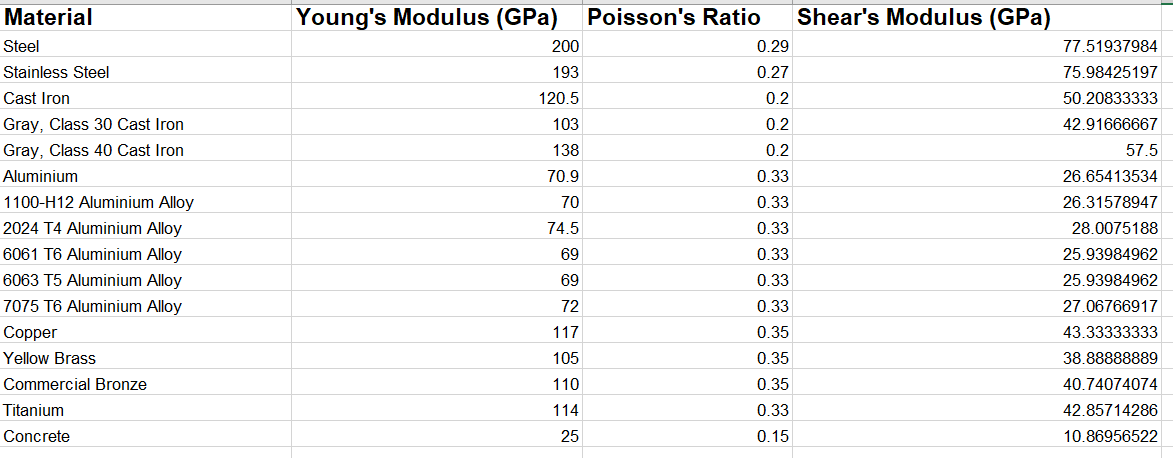 Material Young's Modulus (GPa) Poisson's Ratio Shear's Modulus (GPa)
Steel 200 0.29 77.51937984
Stainless Steel 193 0.27 75.98425197
Cast Iron 120.5 0.2 50.20833333
Gray, Class 30 Cast Iron 103 0.2 42.91666667
Gray, Class 40 Cast Iron 138 0.2 57.5
Aluminium 70.9 0.33 26.65413534
1100-H12 Aluminium Alloy 70 0.33 26.31578947
2024 T4 Aluminium Alloy 74.5 0.33 28.0075188
6061 T6 Aluminium Alloy 69 0.33 25.93984962
6063 T5 Aluminium Alloy 69 0.33 25.93984962
7075 T6 Aluminium Alloy 72 0.33 27.06766917
Copper 117 0.35 43.33333333
Yellow Brass 105 0.35 38.88888889
Commercial Bronze 110 0.35 40.74074074
Titanium 114 0.33 42.85714286
Concrete 25 0.15 10.86956522